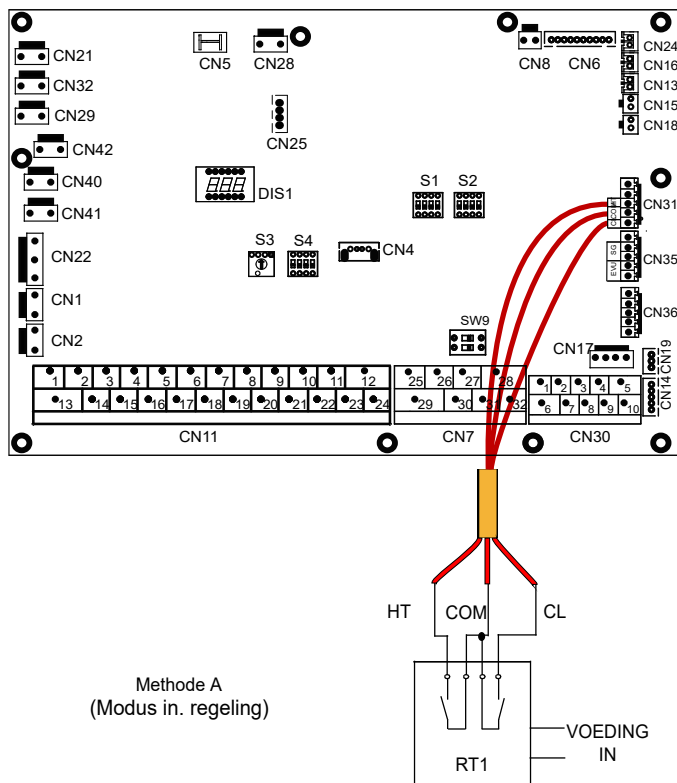 CN21
CN32
CN29
CN42
CN40
CN41
CN22
CN1
CN2
CN5
CN28
CN25
DIS1
S1
S2
S3
S4
CN4
SW9
CN8
CN6
CN24
CN16
CN13
CN15
CN18
CN31
SG
EVU
CN35
CN36
CN17
CN19
CN14
1 2 3 4 5 6 7 8 9 10 11 12
13 14 15 16 17 18 19 20 21 22 23 24
CN11
25 26 27 28
29 30 31 32
CN7
1 2 3 4 5
6 7 8 9 10
CN30
HT
COM
CL
Methode A
(Modus in. regeling)
RT1
VOEDING
IN